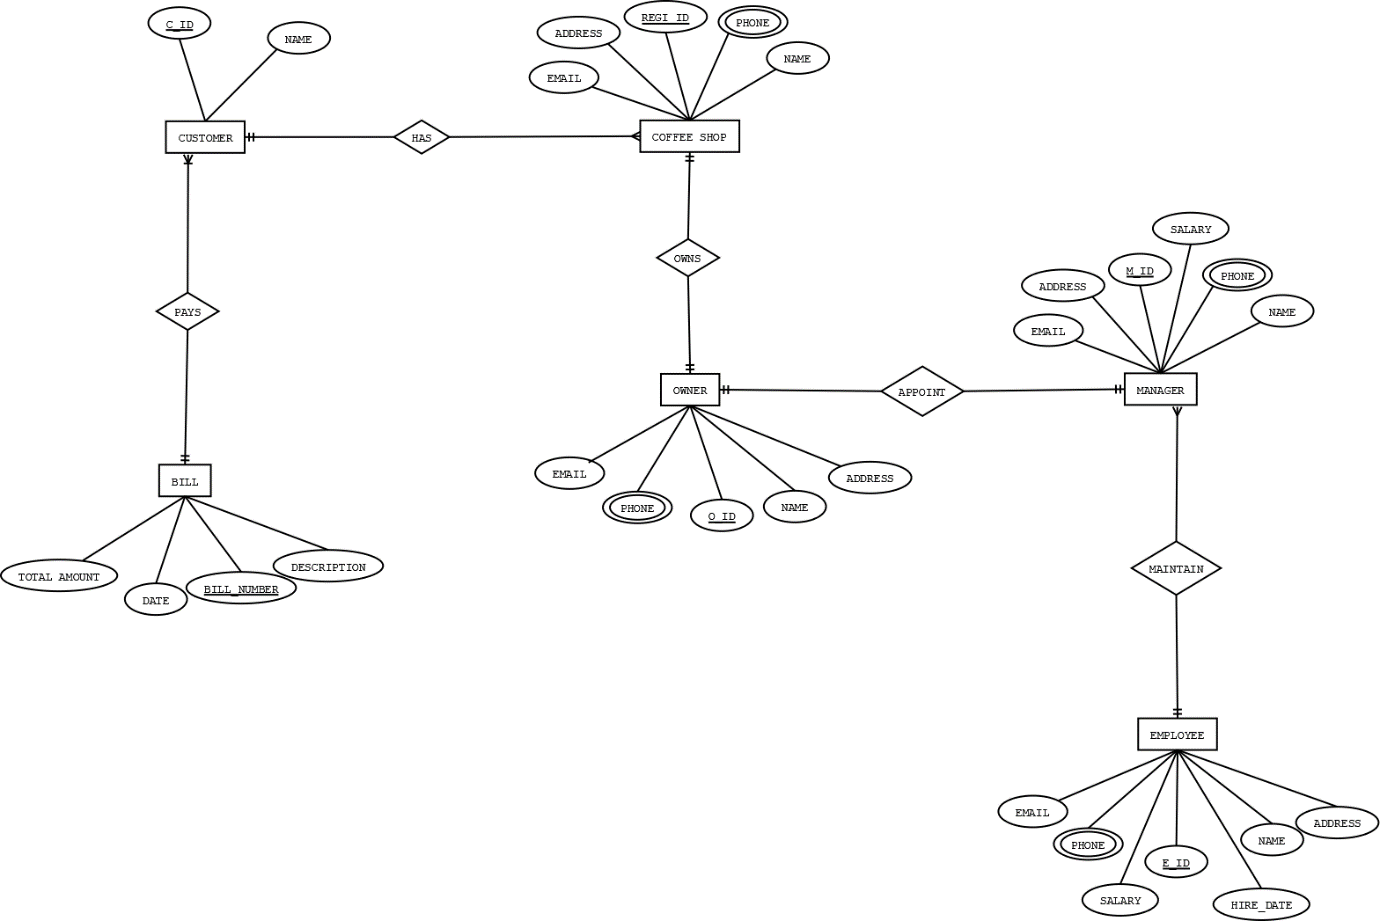 C_ID
NAME
ADDRESS
REGI_ID
PHONE
NAME
EMAIL
CUSTOMER
HAS
COFFEE SHOP
OWNS
PAYS
SALARY
M_ID
PHONE
ADDRESS
NAME
EMAIL
OWNER
APPOINT
MANAGER
EMAIL
PHONE
O_ID
NAME
ADDRESS
BILL
TOTAL AMOUNT
DATE
BILL_NUMBER
DESCRIPTION
MAINTAIN
EMPLOYEE
EMAIL
PHONE
SALARY
E_ID
HIRE_DATE
NAME
ADDRESS